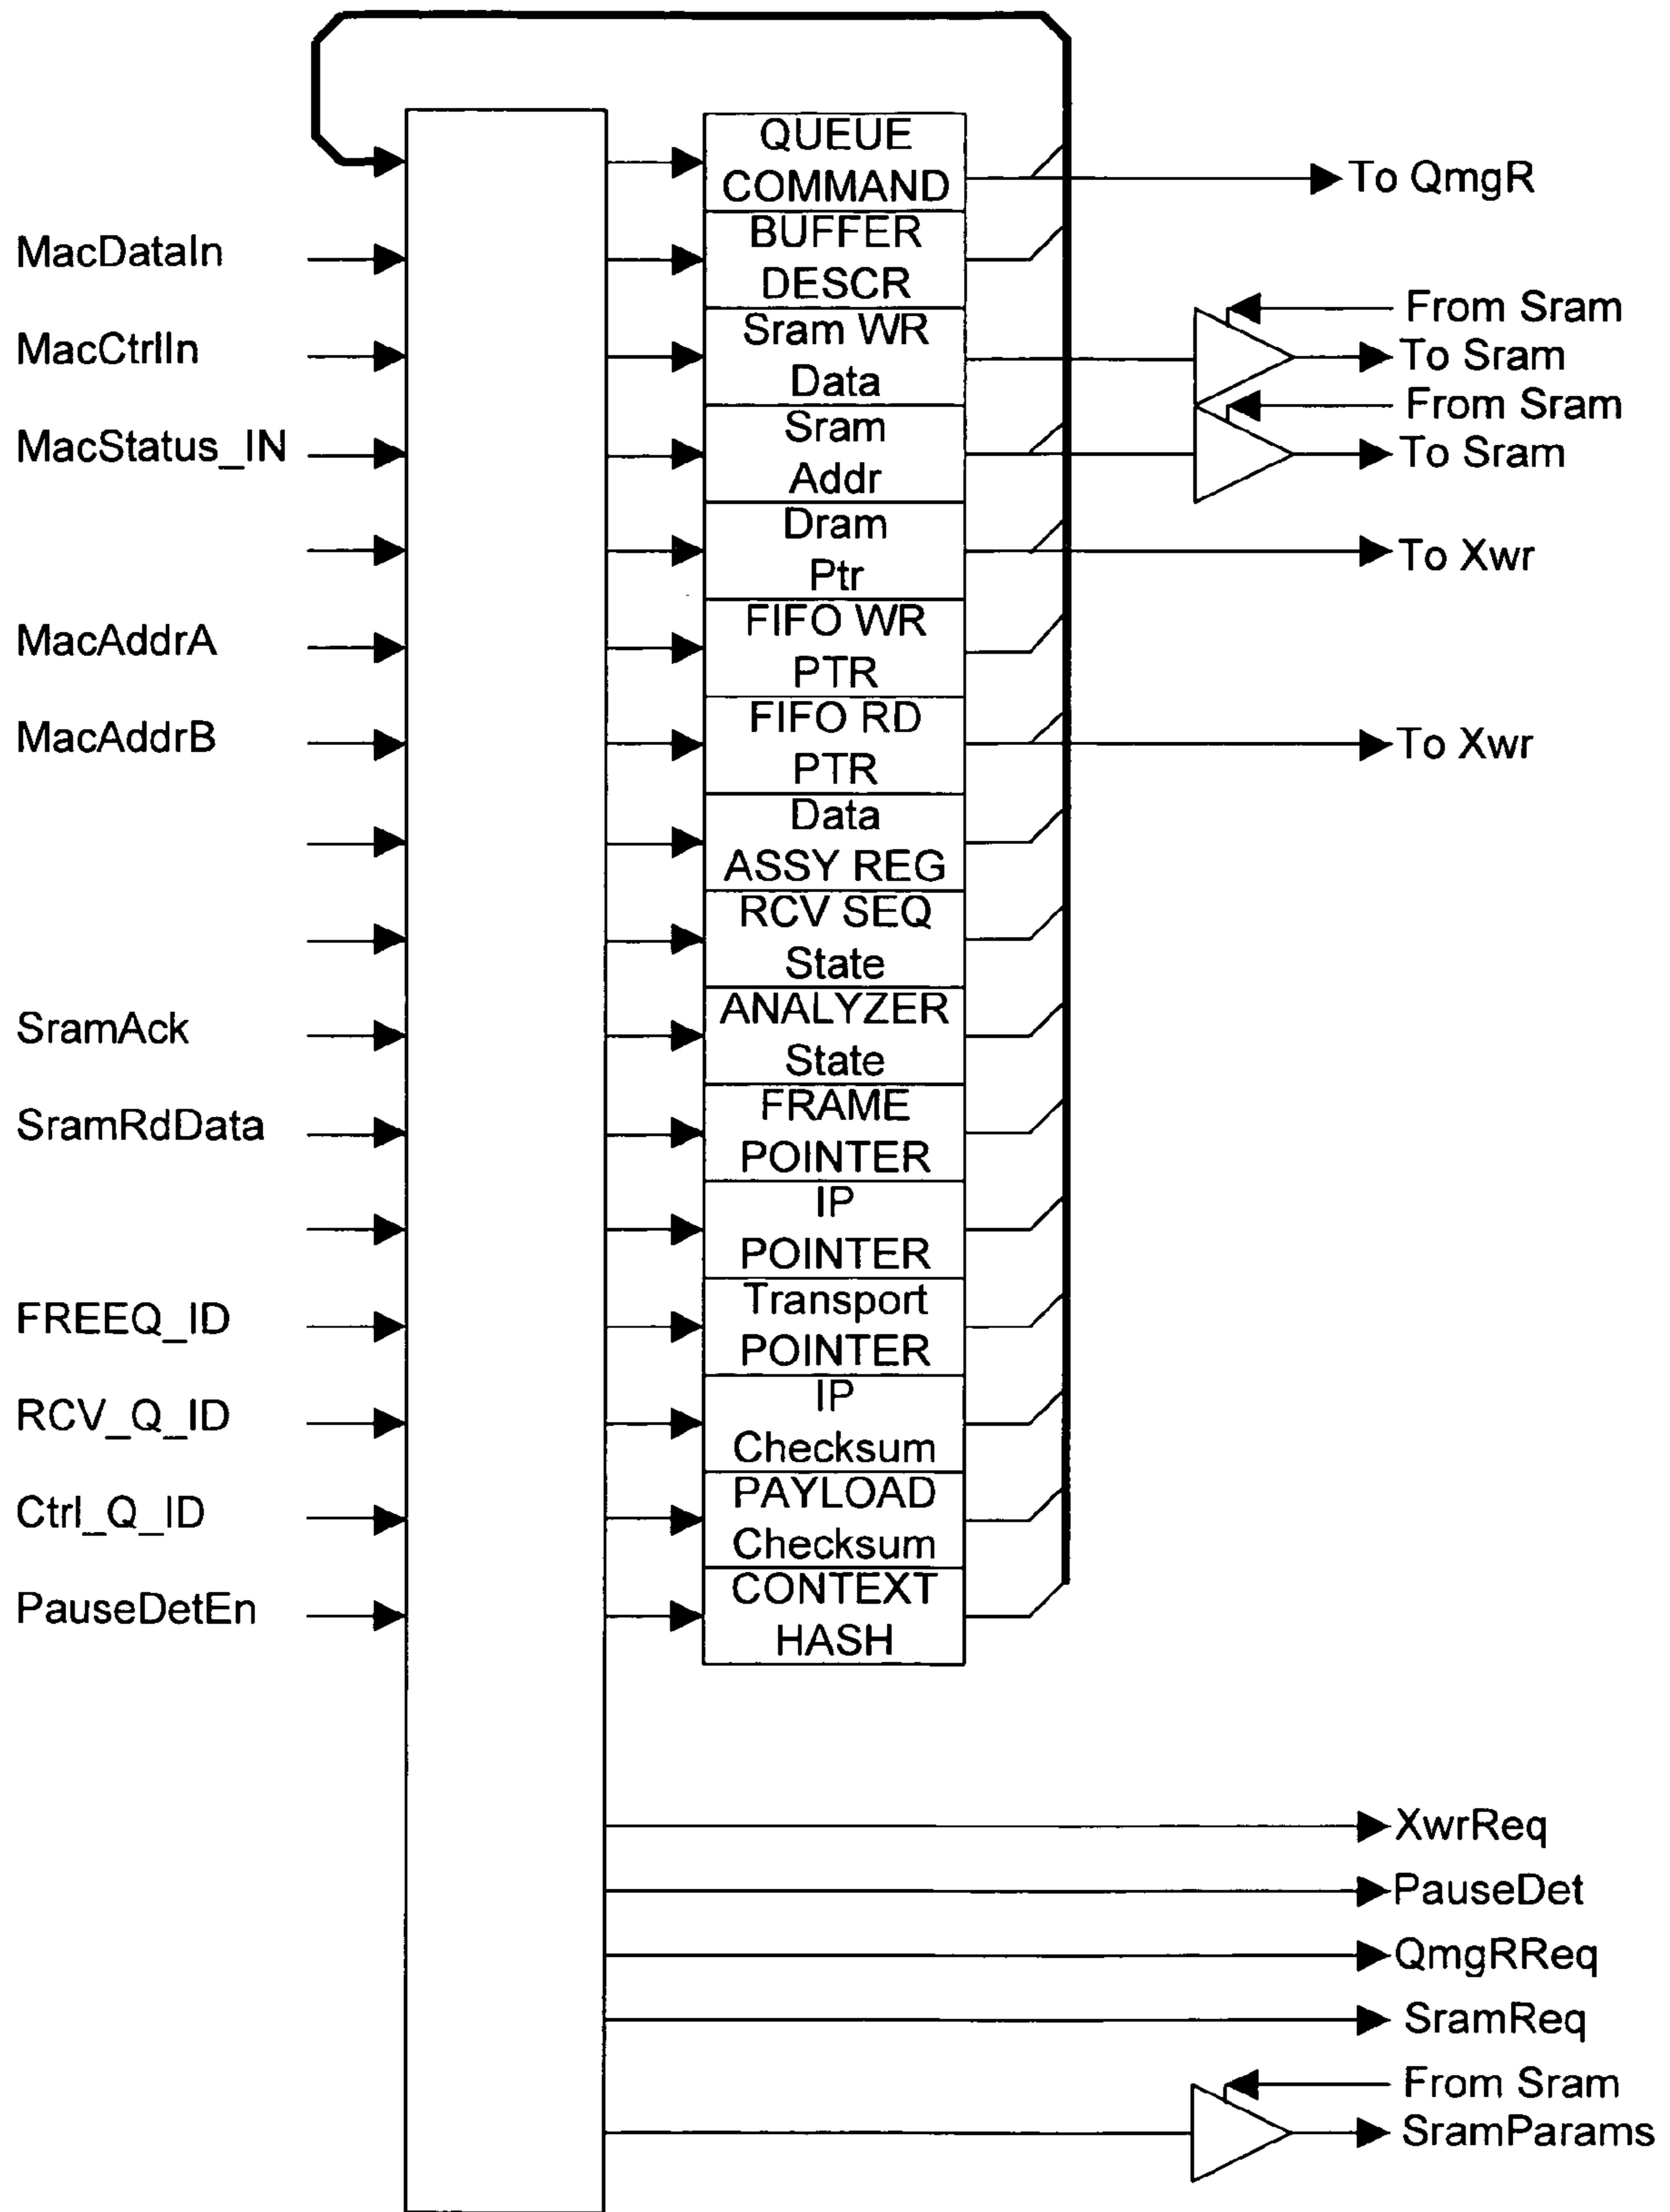 QUEUE
COMMAND
To QmgR
MacDataIn
BUFFER
DESCR
From Sram
MacCtrlIn
Sram WR
Data
To Sram
From Sram
MacStatus_IN
Sram
Addr
To Sram
Dram
Ptr
To Xwr
MacAddrA
FIFO WR
PTR
MacAddrB
FIFO RD
PTR
To Xwr
Data
ASSY REG
RCV SEQ
State
SramAck
ANALYZER
State
SramRdData
FRAME
POINTER
IP
POINTER
FREEQ_ID
Transport
POINTER
RCV_Q_ID
IP
Checksum
Ctrl_Q_ID
PAYLOAD
Checksum
PauseDetEn
CONTEXT
HASH
XwrReq
PauseDet
QmgRReq
SramReq
From Sram
SramParams